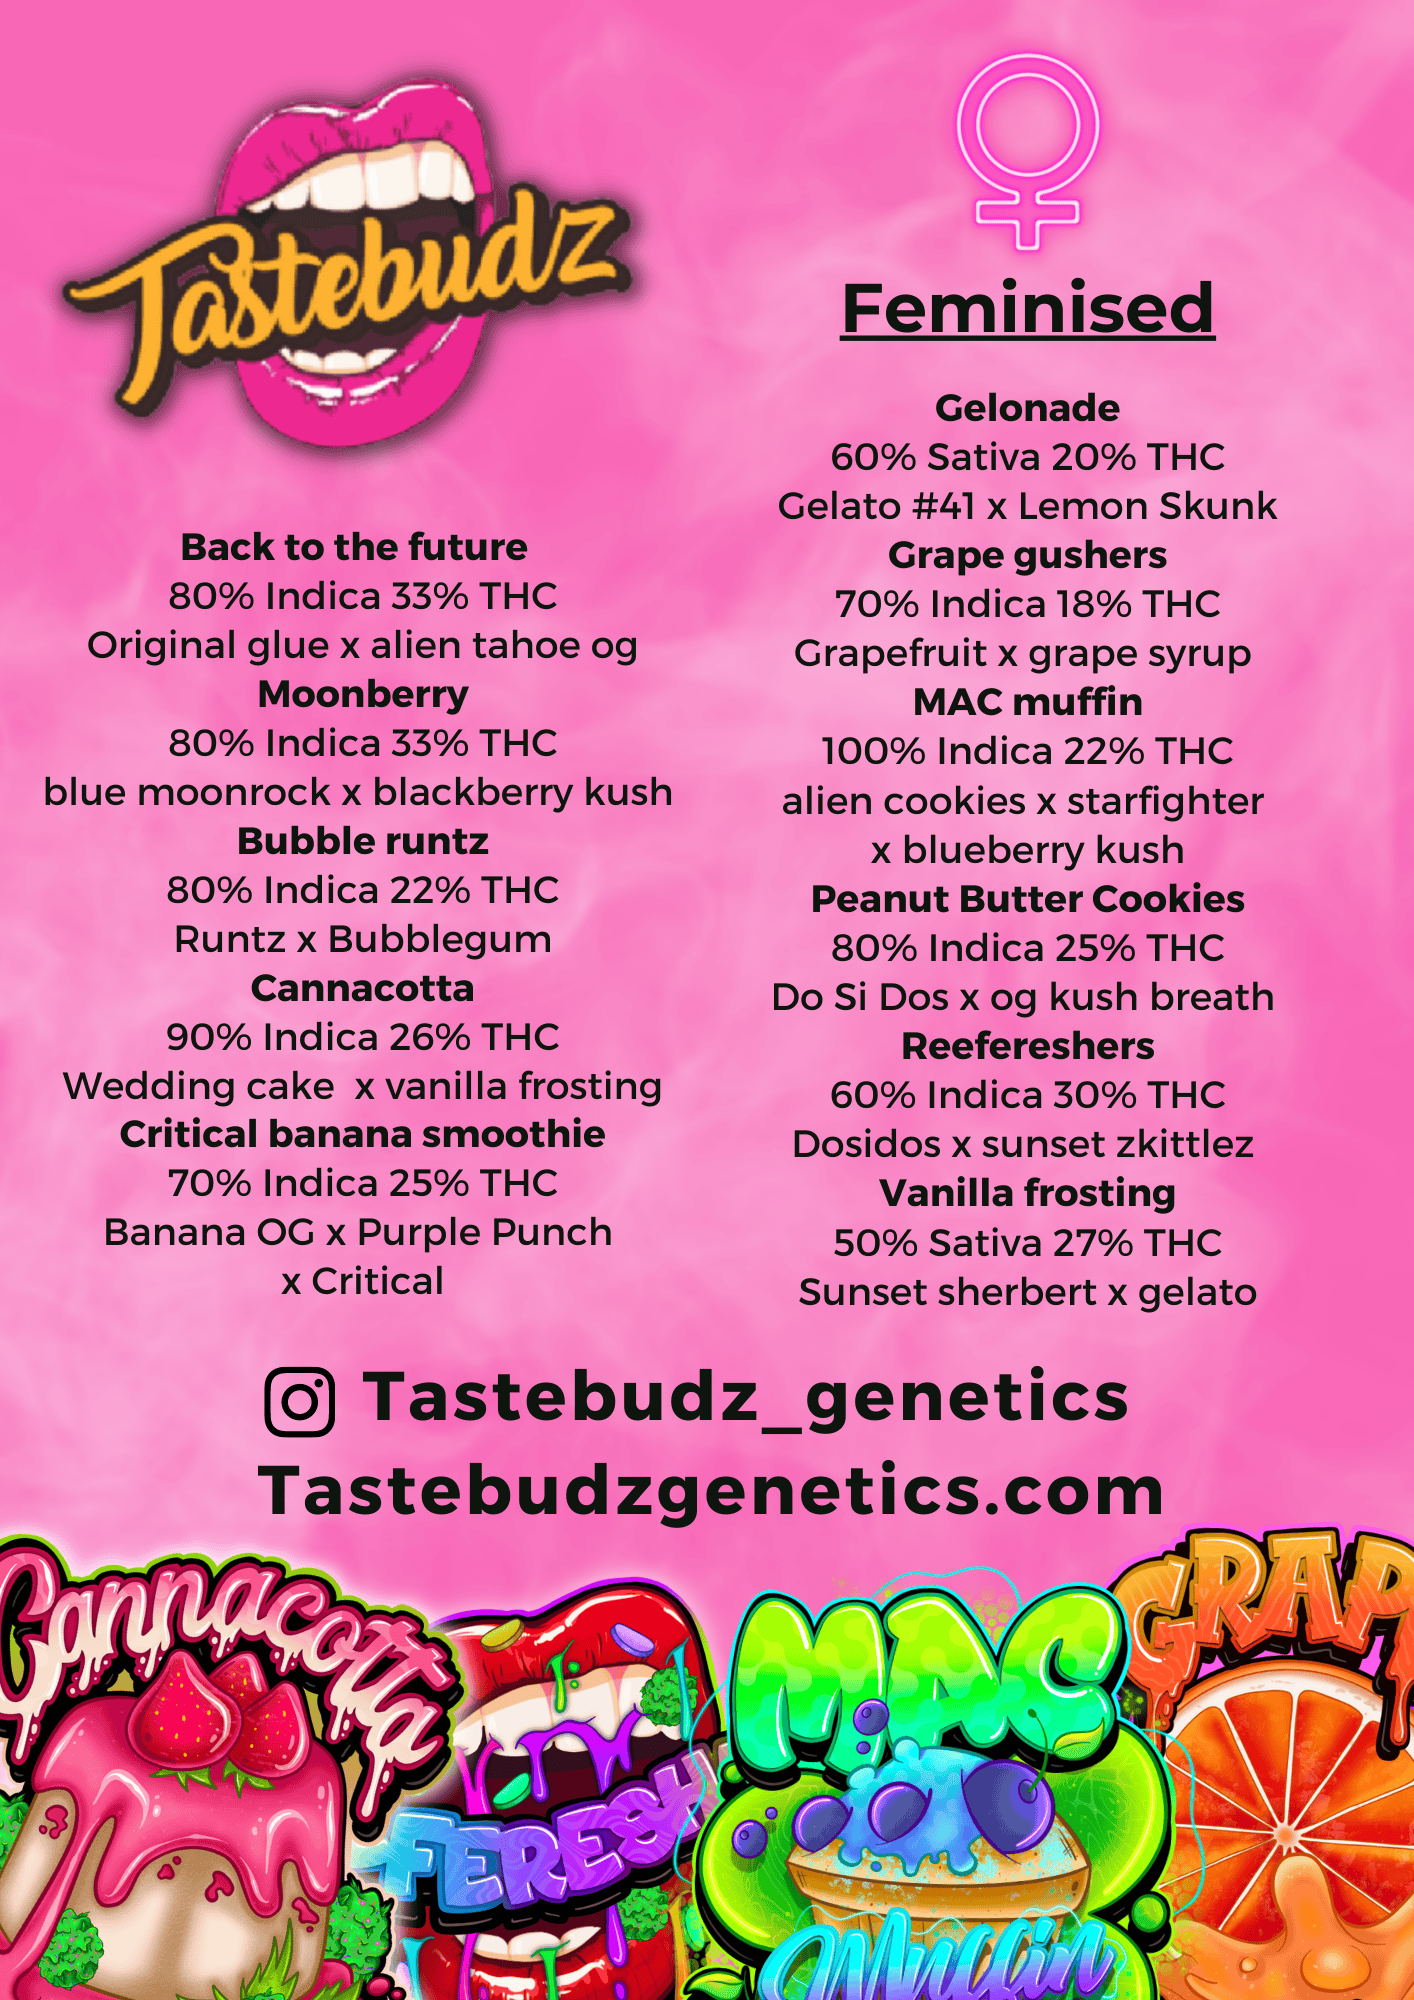 Tastebudz
Back to the future
80% Indica 33% THC
Original glue x alien tahoe og
Moonberry
80% Indica 33% THC
blue moonrock x blackberry kush
Bubble runtz
80% Indica 22% THC
Runtz x Bubblegum
Cannacotta
90% Indica 26% THC
Wedding cake x vanilla frosting
Critical banana smoothie
70% Indica 25% THC
Banana OG x Purple Punch
x Critical
Feminised
Gelonade
60% Sativa 20% THC
Gelato #41 x Lemon Skunk
Grape gushers
70% Indica 18% THC
Grapefruit x grape syrup
MAC muffin
100% Indica 22% THC
alien cookies x starfighter
x blueberry kush
Peanut Butter Cookies
80% Indica 25% THC
Do Si Dos x og kush breath
Reefereshers
60% Indica 30% THC
Dosidos x sunset zkittlez
Vanilla frosting
50% Sativa 27% THC
Sunset sherbert x gelato
Tastebudz_genetics
Tastebudzgenetics.com
Cannacotta
FERESH
MAC
Muffin
GRAP